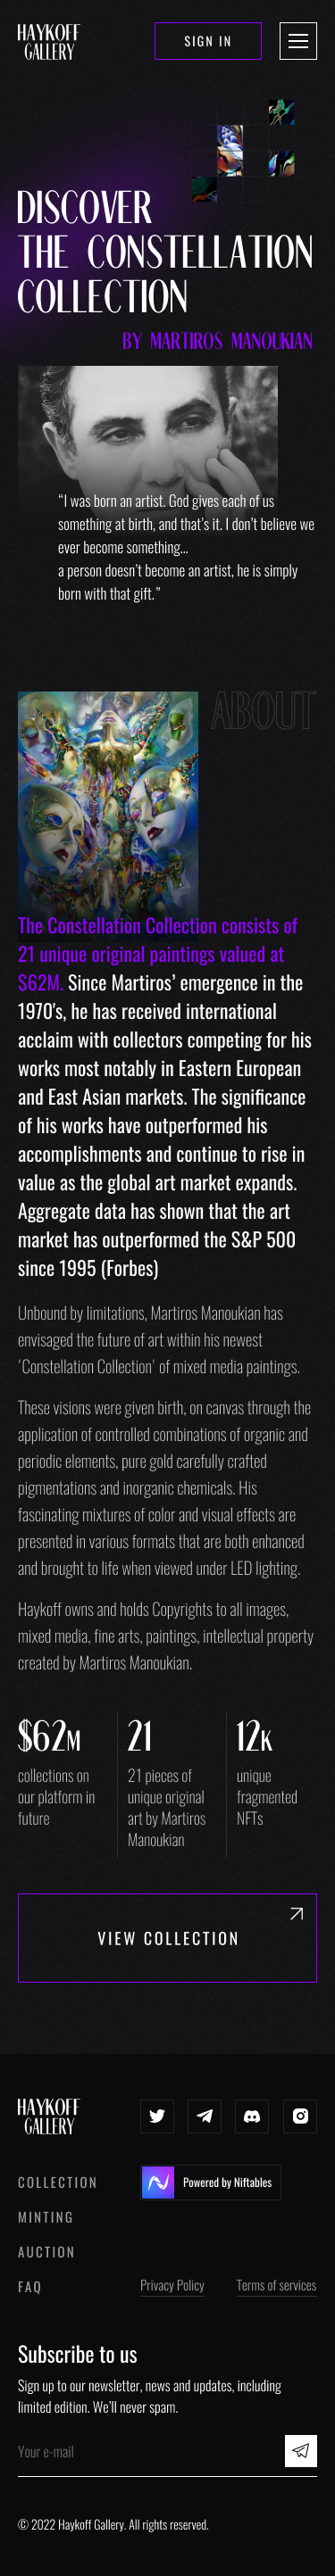 HAYKOFF
GALLERY
SIGN IN
DISCOVER
THE CONSTELLATION
COLLECTION
BY MARTIROS MANOUKIAN
“I was born an artist. God gives each of us
something at birth, and that’s it. I don’t believe we
ever become something...
a person doesn’t become an artist, he is simply
born with that gift.”
ABOUT
The Constellation Collection consists of
21 unique original paintings valued at
$62M. Since Martiros’ emergence in the
1970's, he has received international
acclaim with collectors competing for his
works most notably in Eastern European
and East Asian markets. The significance
of his works have outperformed his
accomplishments and continue to rise in
value as the global art market expands.
Aggregate data has shown that the art
market has outperformed the S&P 500
since 1995 (Forbes)
Unbound by limitations, Martiros Manoukian has
envisaged the future of art within his newest
'Constellation Collection' of mixed media paintings.
These visions were given birth, on canvas through the
application of controlled combinations of organic and
periodic elements, pure gold carefully crafted
pigmentations and inorganic chemicals. His
fascinating mixtures of color and visual effects are
presented in various formats that are both enhanced
and brought to life when viewed under LED lighting.
Haykoff owns and holds Copyrights to all images,
mixed media, fine arts, paintings, intellectual property
created by Martiros Manoukian.
$62M
collections on
our platform in
future
21
21 pieces of
unique original
art by Martiros
Manoukian
12K
unique
fragmented
NFTs
VIEW COLLECTION
HAYKOFF
GALLERY
COLLECTION
MINTING
AUCTION
FAQ
Powered by Niftables
Privacy Policy
Terms of services
Subscribe to us
Sign up to our newsletter, news and updates, including
limited edition. We’ll never spam.
Your e-mail
© 2022 Haykoff Gallery. All rights reserved.